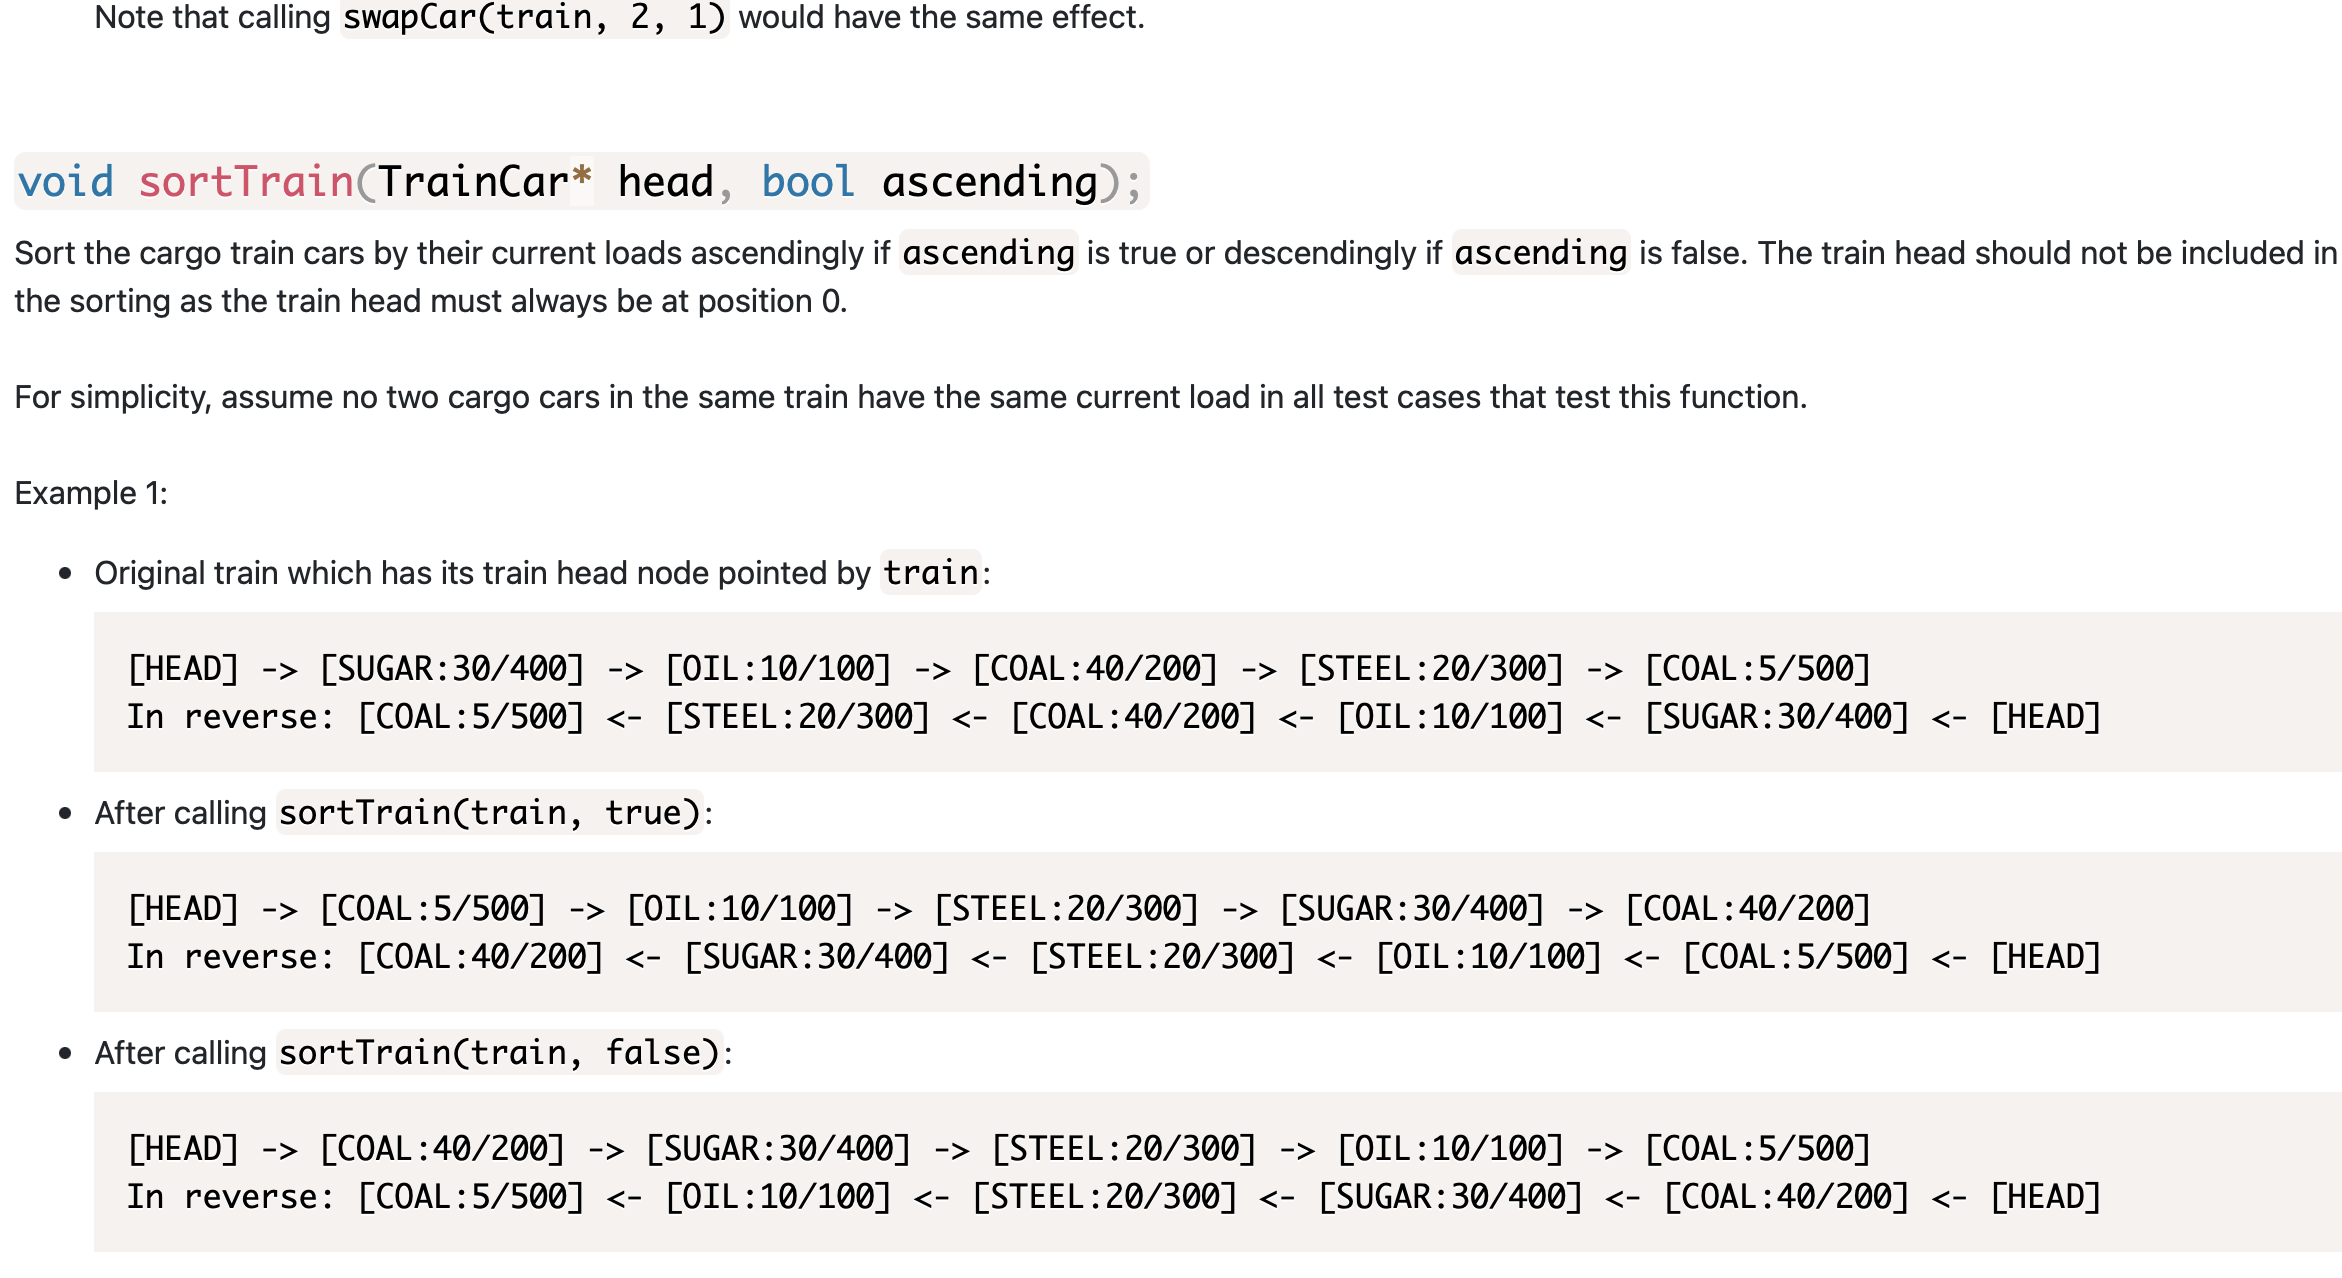 Note that calling swapCar(train, 2, 1) would have the same effect.
void sortTrain(TrainCar* head, bool ascending);
Sort the cargo train cars by their current loads ascendingly if ascending is true or descendingly if ascending is false. The train head should not be included in
the sorting as the train head must always be at position 0.
For simplicity, assume no two cargo cars in the same train have the same current load in all test cases that test this function.
Example 1:
• Original train which has its train head node pointed by train:
[HEAD] -> [SUGAR:30/400] -> [OIL:10/100] -> [COAL:40/200] -> [STEEL:20/300] -> [COAL:5/500]
In reverse: [COAL:5/500] <- [STEEL:20/300] <- [COAL:40/200] <- [OIL:10/100] <- [SUGAR:30/400] <- [HEAD]
• After calling sortTrain(train, true):
[HEAD] -> [COAL:5/500] -> [OIL:10/100] -> [STEEL:20/300] -> [SUGAR:30/400] -> [COAL:40/200]
In reverse: [COAL:40/200] <- [SUGAR:30/400] <- [STEEL:20/300] <- [OIL:10/100] <- [COAL:5/500] <- [HEAD]
• After calling sortTrain(train, false):
[HEAD] -> [COAL:40/200] -> [SUGAR:30/400] -> [STEEL:20/300] -> [OIL:10/100] -> [COAL:5/500]
In reverse: [COAL:5/500] <- [OIL:10/100] <- [STEEL:20/300] <- [SUGAR:30/400] <- [COAL:40/200] <- [HEAD]